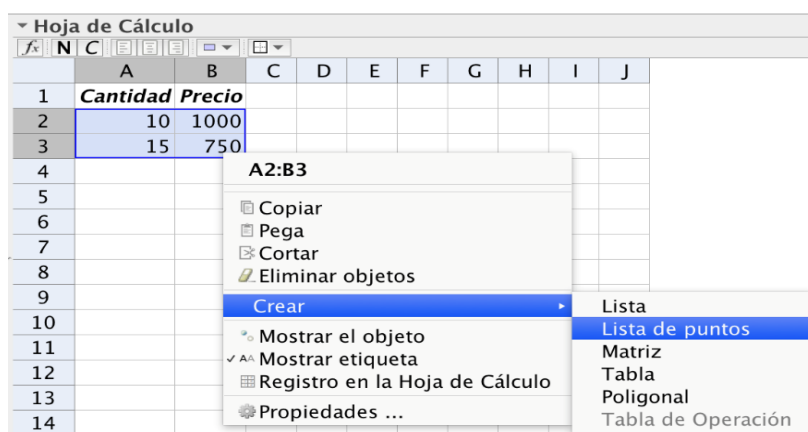 Hoja de Cálculo
fx N C
A B C D E F G H I J
1 Cantidad Precio
2 10 1000
3 15 750
4 A2:B3
5 Copiar
6 Pega
7 Cortar
8 Eliminar objetos
9 Crear Lista
10 Mostrar el objeto Lista de puntos
11 ✓ AA Mostrar etiqueta Matriz
12 Registro en la Hoja de Cálculo Tabla
13 Propiedades ... Poligonal
14 Tabla de Operación